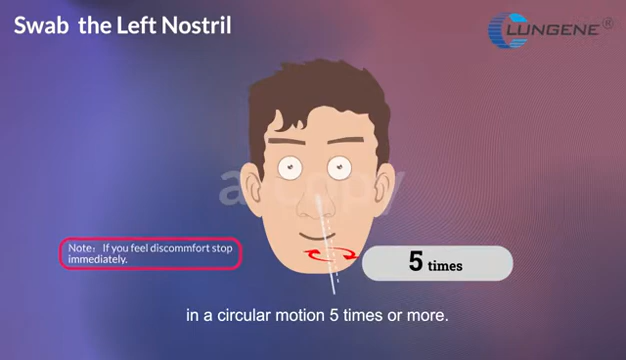 Swab the Left Nostril
LUNGENE®
Note: If you feel discommfort stop
immediately.
5 times
in a circular motion 5 times or more.